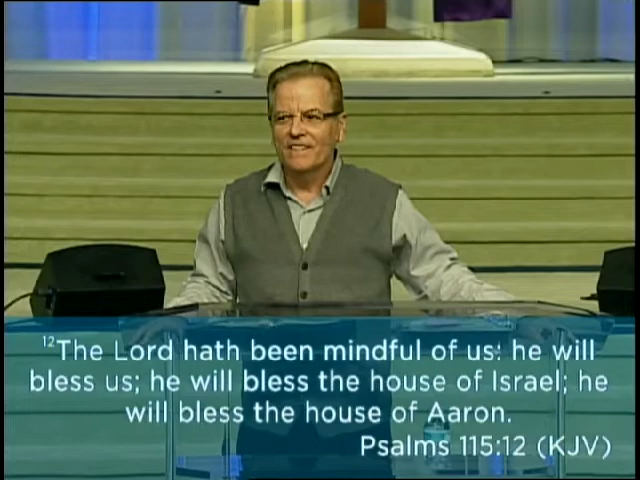 ¹²The Lord hath been mindful of us: he will
bless us; he will bless the house of Israel; he
will bless the house of Aaron.
Psalms 115:12 (KJV)